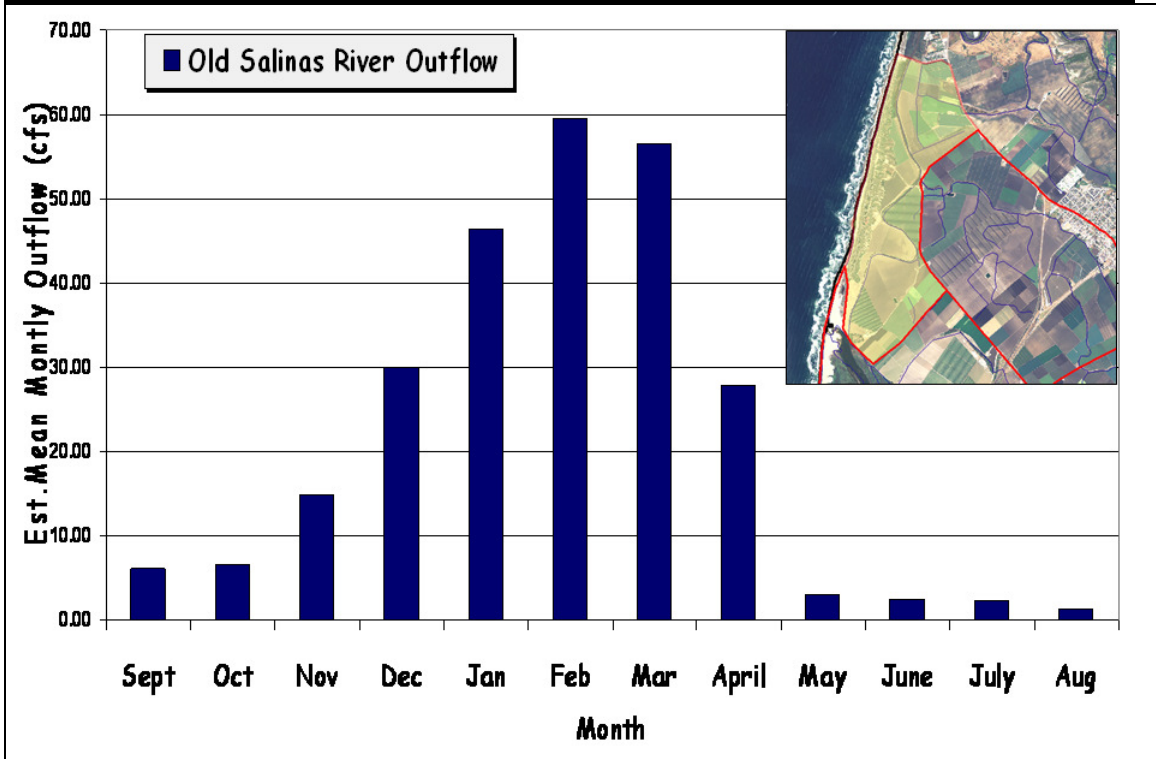 70.00
Old Salinas River Outflow
60.00
50.00
40.00
30.00
20.00
10.00
0.00
Est.Mean Montly Outflow (cfs)
Sept Oct Nov Dec Jan Feb Mar April May June July Aug
Month